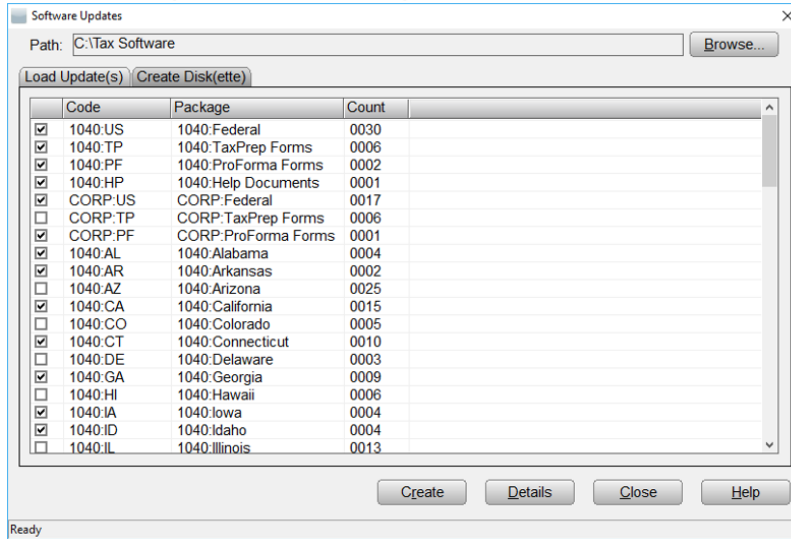 Software Updates
Path: C:\Tax Software Browse...
Load Update(s) Create Disk(ette)
Code Package Count
1040:US 1040:Federal 0030
1040:TP 1040:TaxPrep Forms 0006
1040:PF 1040:ProForma Forms 0002
1040:HP 1040:Help Documents 0001
CORP:US CORP:Federal 0017
CORP:TP CORP:TaxPrep Forms 0006
CORP:PF CORP:ProForma Forms 0001
1040:AL 1040:Alabama 0004
1040:AR 1040:Arkansas 0002
1040:AZ 1040:Arizona 0025
1040:CA 1040:California 0015
1040:CO 1040:Colorado 0005
1040:CT 1040:Connecticut 0010
1040:DE 1040:Delaware 0003
1040:GA 1040:Georgia 0009
1040:HI 1040:Hawaii 0006
1040:IA 1040:Iowa 0004
1040:ID 1040:Idaho 0004
1040:IL 1040:Illinois 0013
Create Details Close Help
Ready